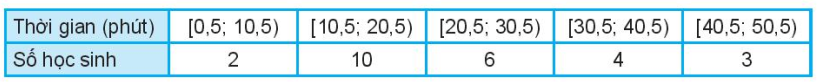 Thời gian (phút) [0,5; 10,5) [10,5; 20,5) [20,5; 30,5) [30,5; 40,5) [40,5; 50,5)
Số học sinh 2 10 6 4 3